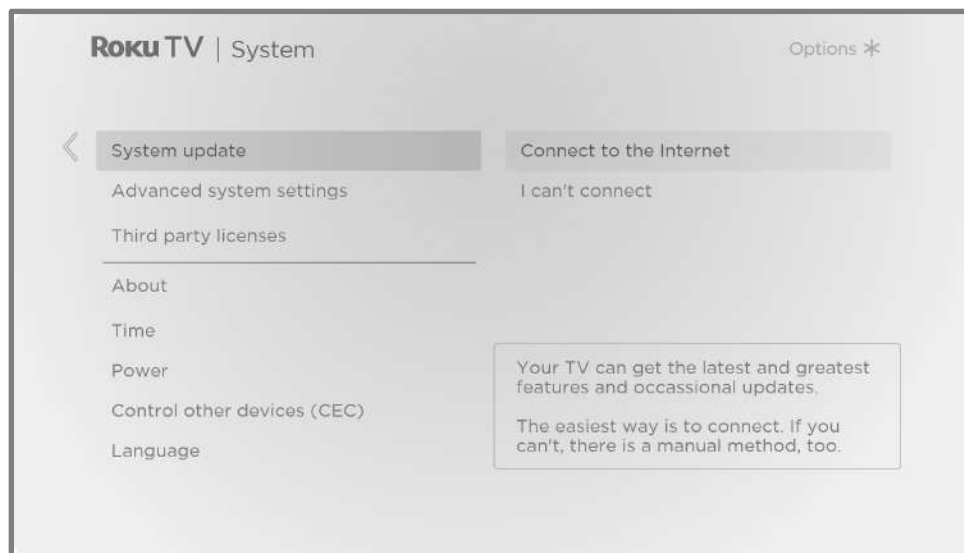 Roku TV | System
Options *
System update
Connect to the Internet
Advanced system settings
I can't connect
Third party licenses
About
Time
Power
Control other devices (CEC)
Language
Your TV can get the latest and greatest
features and occassional updates.
The easiest way is to connect. If you
can't, there is a manual method, too.